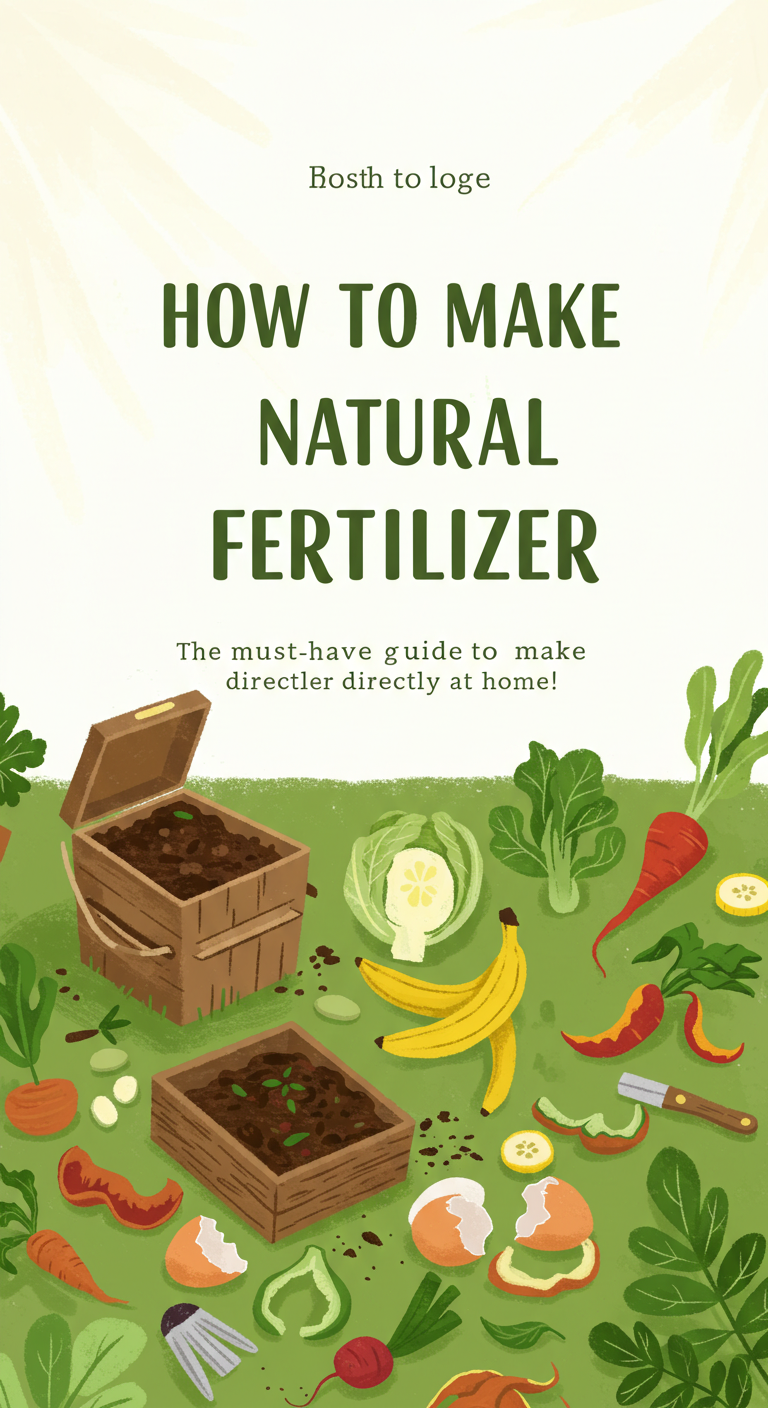 Bosth to loge
HOW TO MAKE
NATURAL
FERTILIZER
The must-have guide to make
directler directly at home!